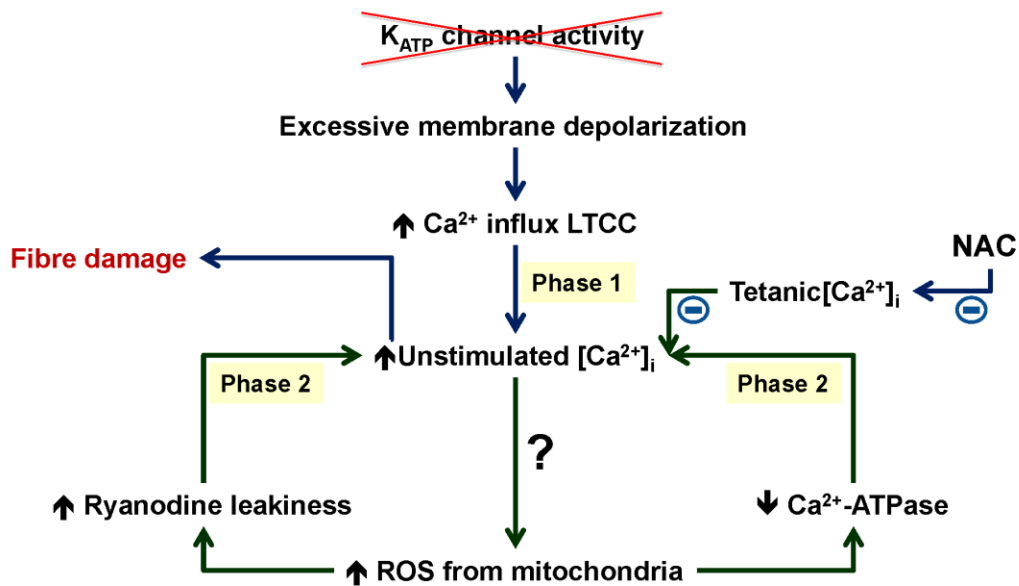 K_ATP channel activity
Excessive membrane depolarization
↑ Ca²⁺ influx LTCC
Fibre damage
NAC
Phase 1
Tetanic[Ca²⁺]ᵢ
↑Unstimulated [Ca²⁺]ᵢ
Phase 2
Phase 2
?
↑ Ryanodine leakiness
↓ Ca²⁺-ATPase
↑ ROS from mitochondria